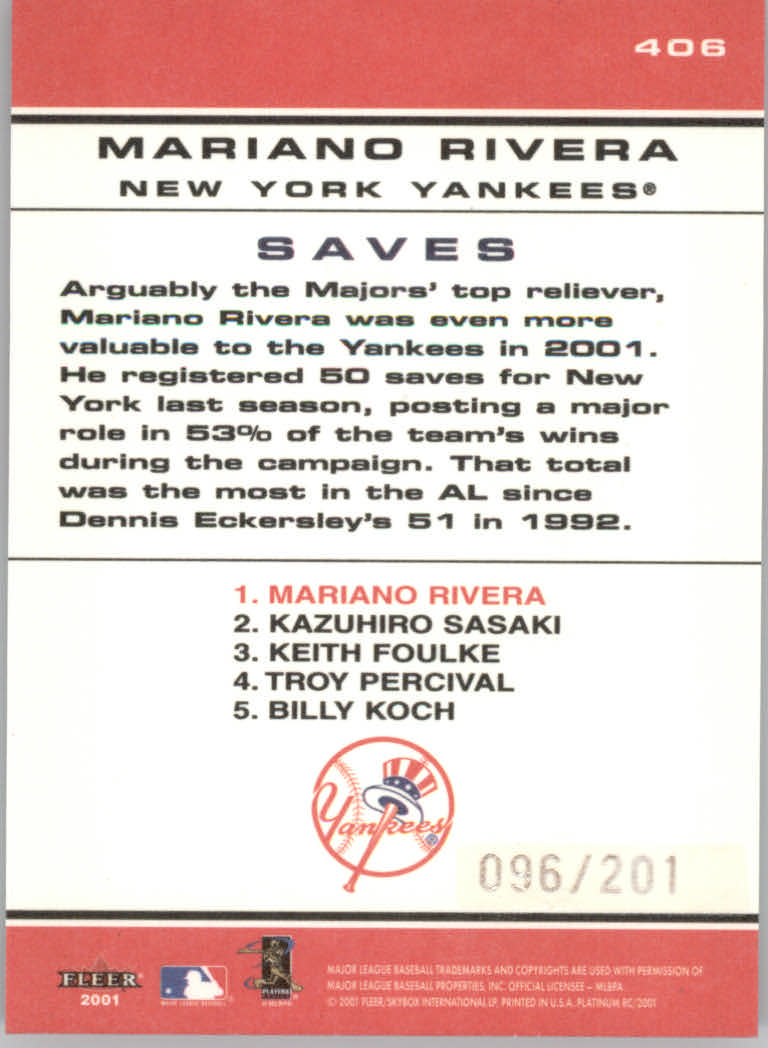 406
MARIANO RIVERA
NEW YORK YANKEES®
SAVES
Arguably the Majors' top reliever,
Mariano Rivera was even more
valuable to the Yankees in 2001.
He registered 50 saves for New
York last season, posting a major
role in 53% of the team's wins
during the campaign. That total
was the most in the AL since
Dennis Eckersley's 51 in 1992.
1. MARIANO RIVERA
2. KAZUHIRO SASAKI
3. KEITH FOULKE
4. TROY PERCIVAL
5. BILLY KOCH
Yankees®
096/201
FLEER®
2001
MAJOR LEAGUE BASEBALL®
PLAYERS
MAJOR LEAGUE BASEBALL TRADEMARKS AND COPYRIGHTS ARE USED WITH PERMISSION OF
MAJOR LEAGUE BASEBALL PROPERTIES, INC. OFFICIAL LICENSEE – MLBPA
© 2001 FLEER/SKYBOX INTERNATIONAL LP. PRINTED IN U.S.A. PLATINUM RC/2001